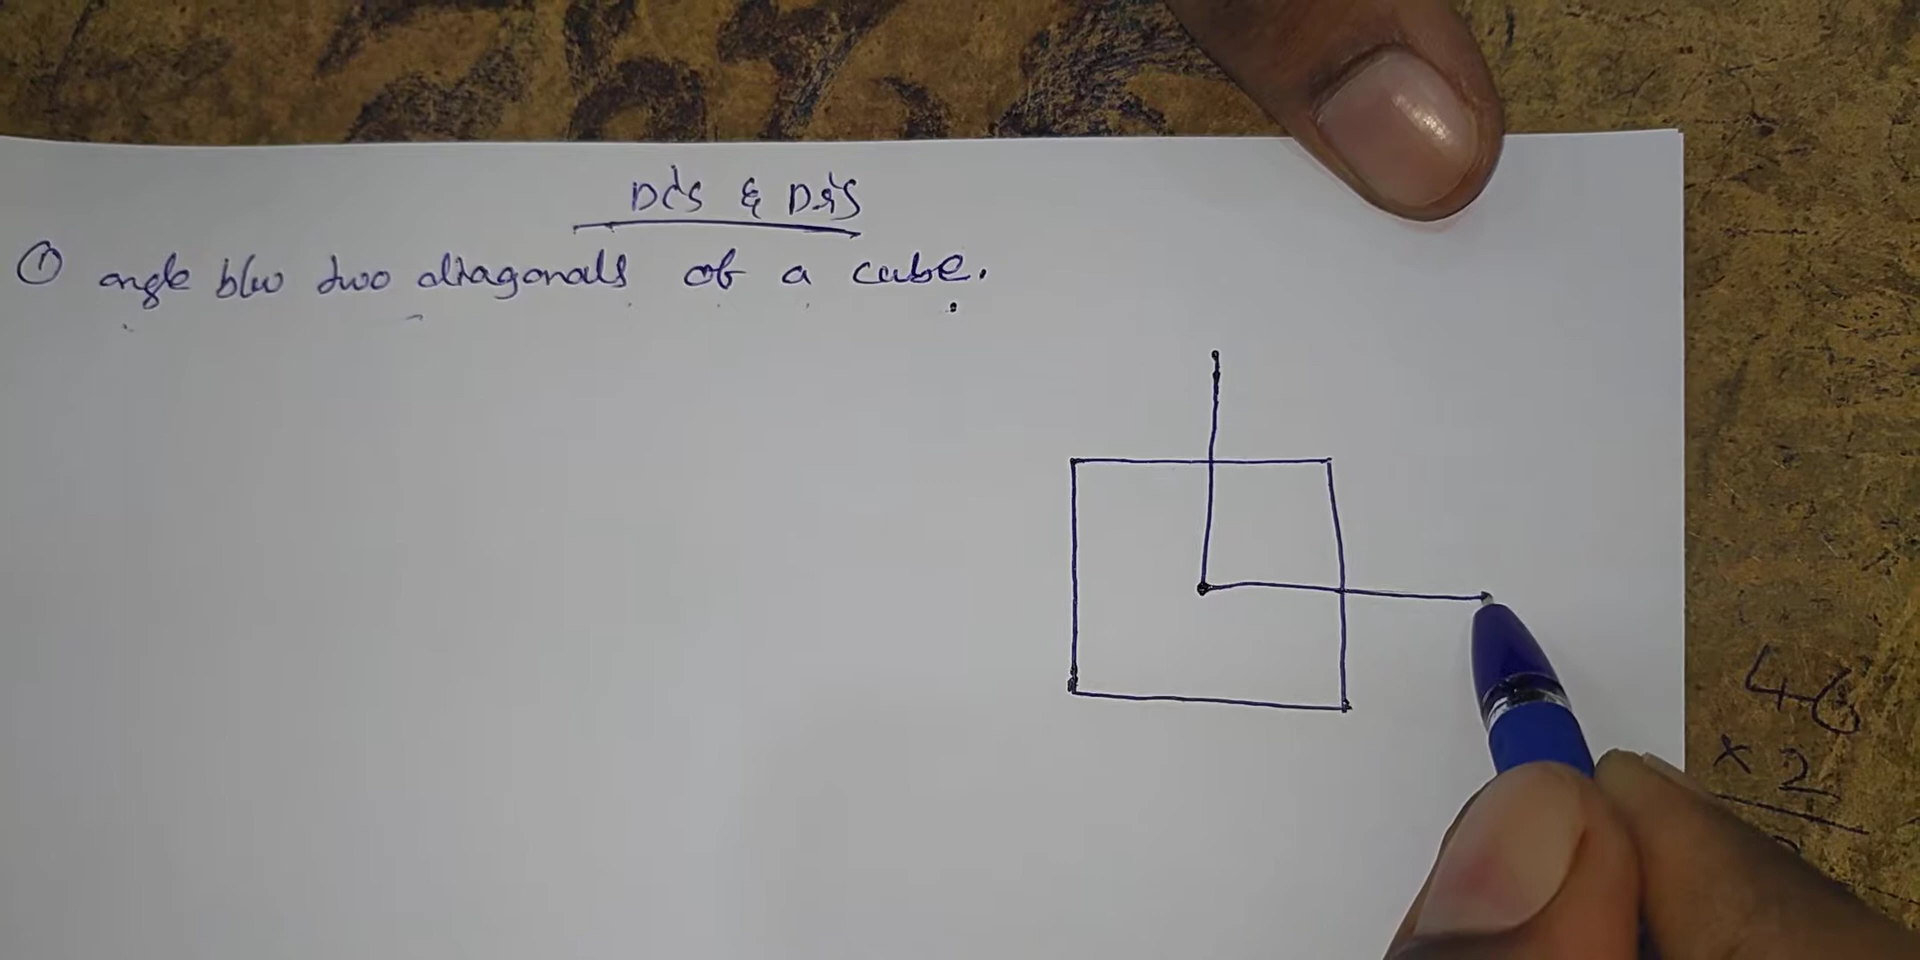 Dc's & Dr's
① angle b/w two diagonals of a cube.
46
× 2